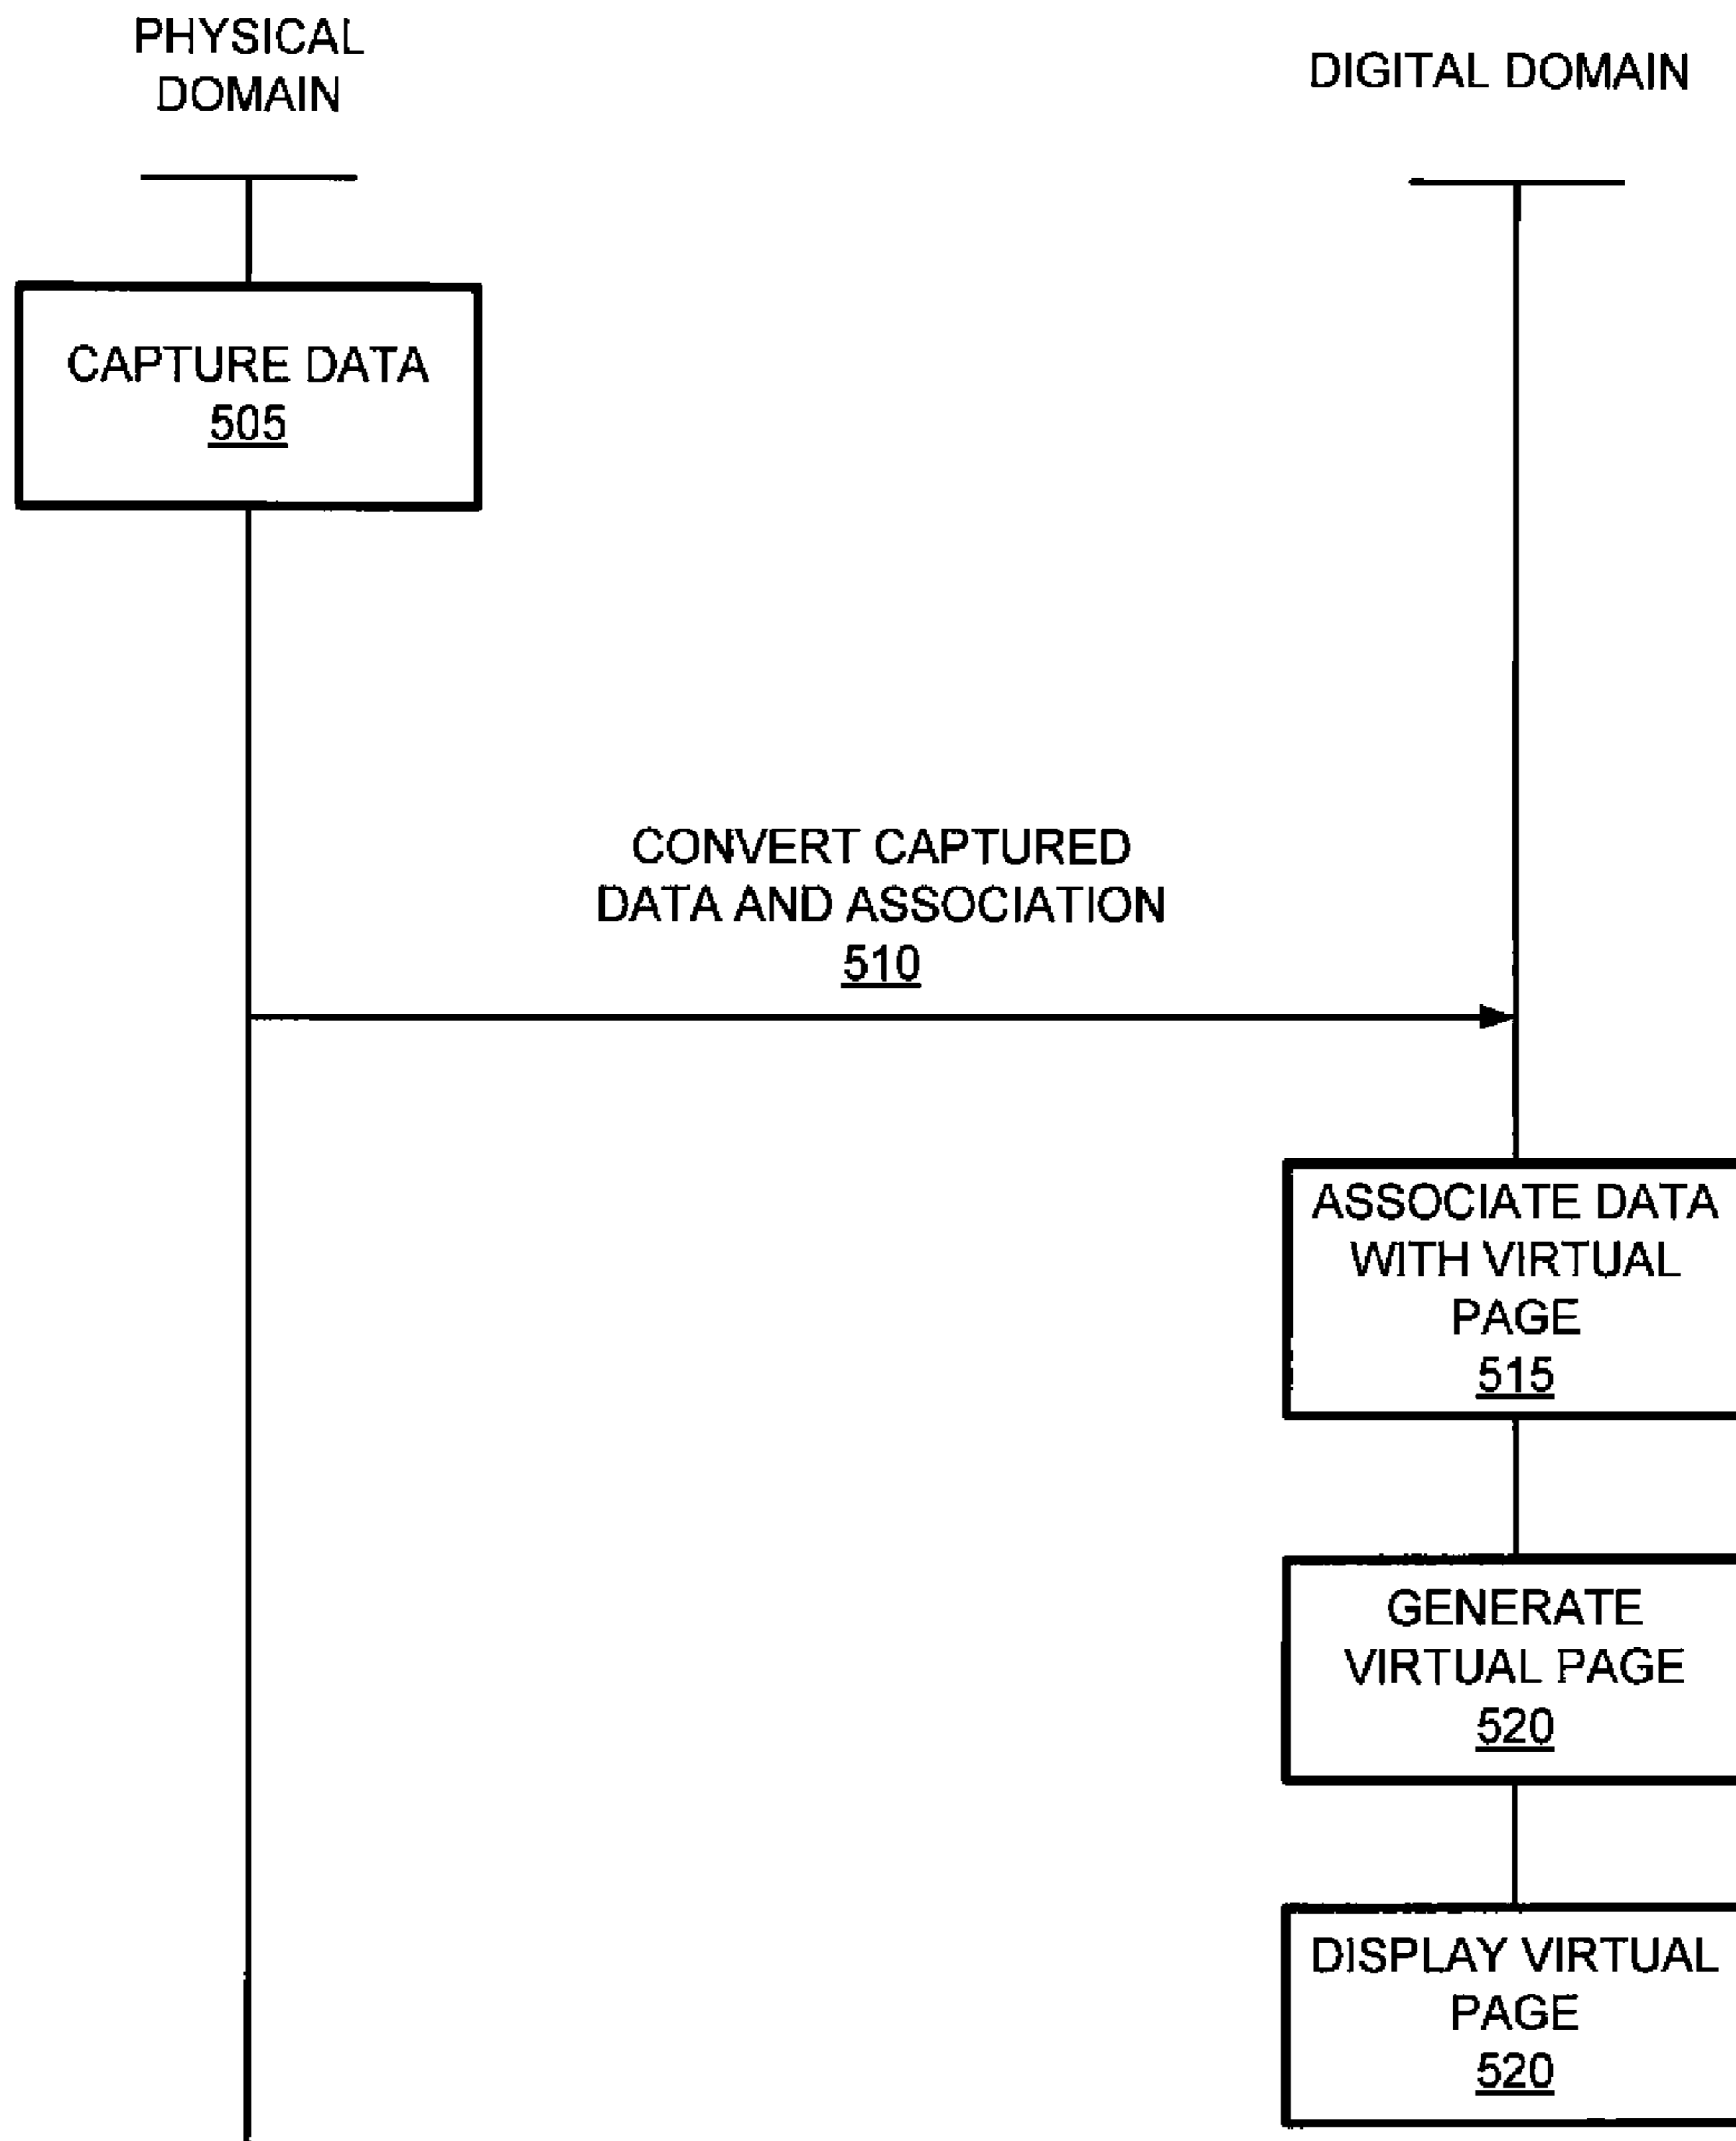 PHYSICAL
DOMAIN
DIGITAL DOMAIN
CAPTURE DATA
505
CONVERT CAPTURED
DATA AND ASSOCIATION
510
ASSOCIATE DATA
WITH VIRTUAL
PAGE
515
GENERATE
VIRTUAL PAGE
520
DISPLAY VIRTUAL
PAGE
520